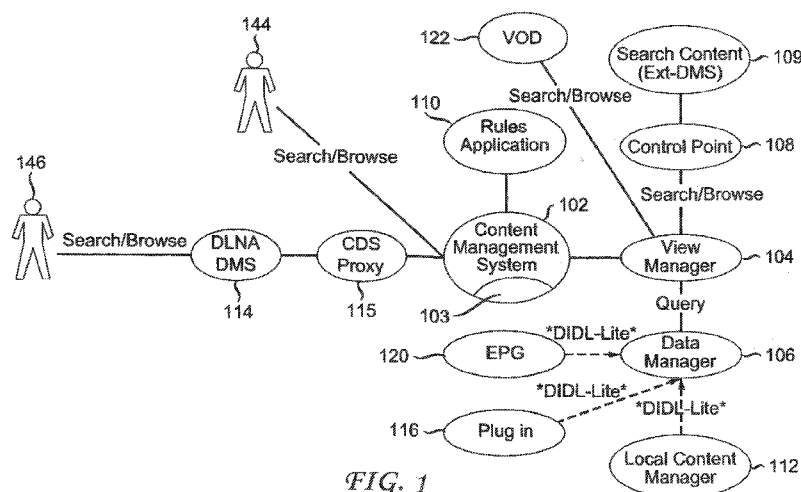 144
122
VOD
Search Content
(Ext-DMS)
109
110
Search/Browse
Rules
Application
Control Point
108
146
Search/Browse
102
Search/Browse
Search/Browse
DLNA
DMS
CDS
Proxy
Content
Management
System
View
Manager
104
114
115
103
Query
*DIDL-Lite*
120
EPG
Data
Manager
106
*DIDL-Lite*
*DIDL-Lite*
116
Plug in
Local Content
Manager
112
FIG. 1